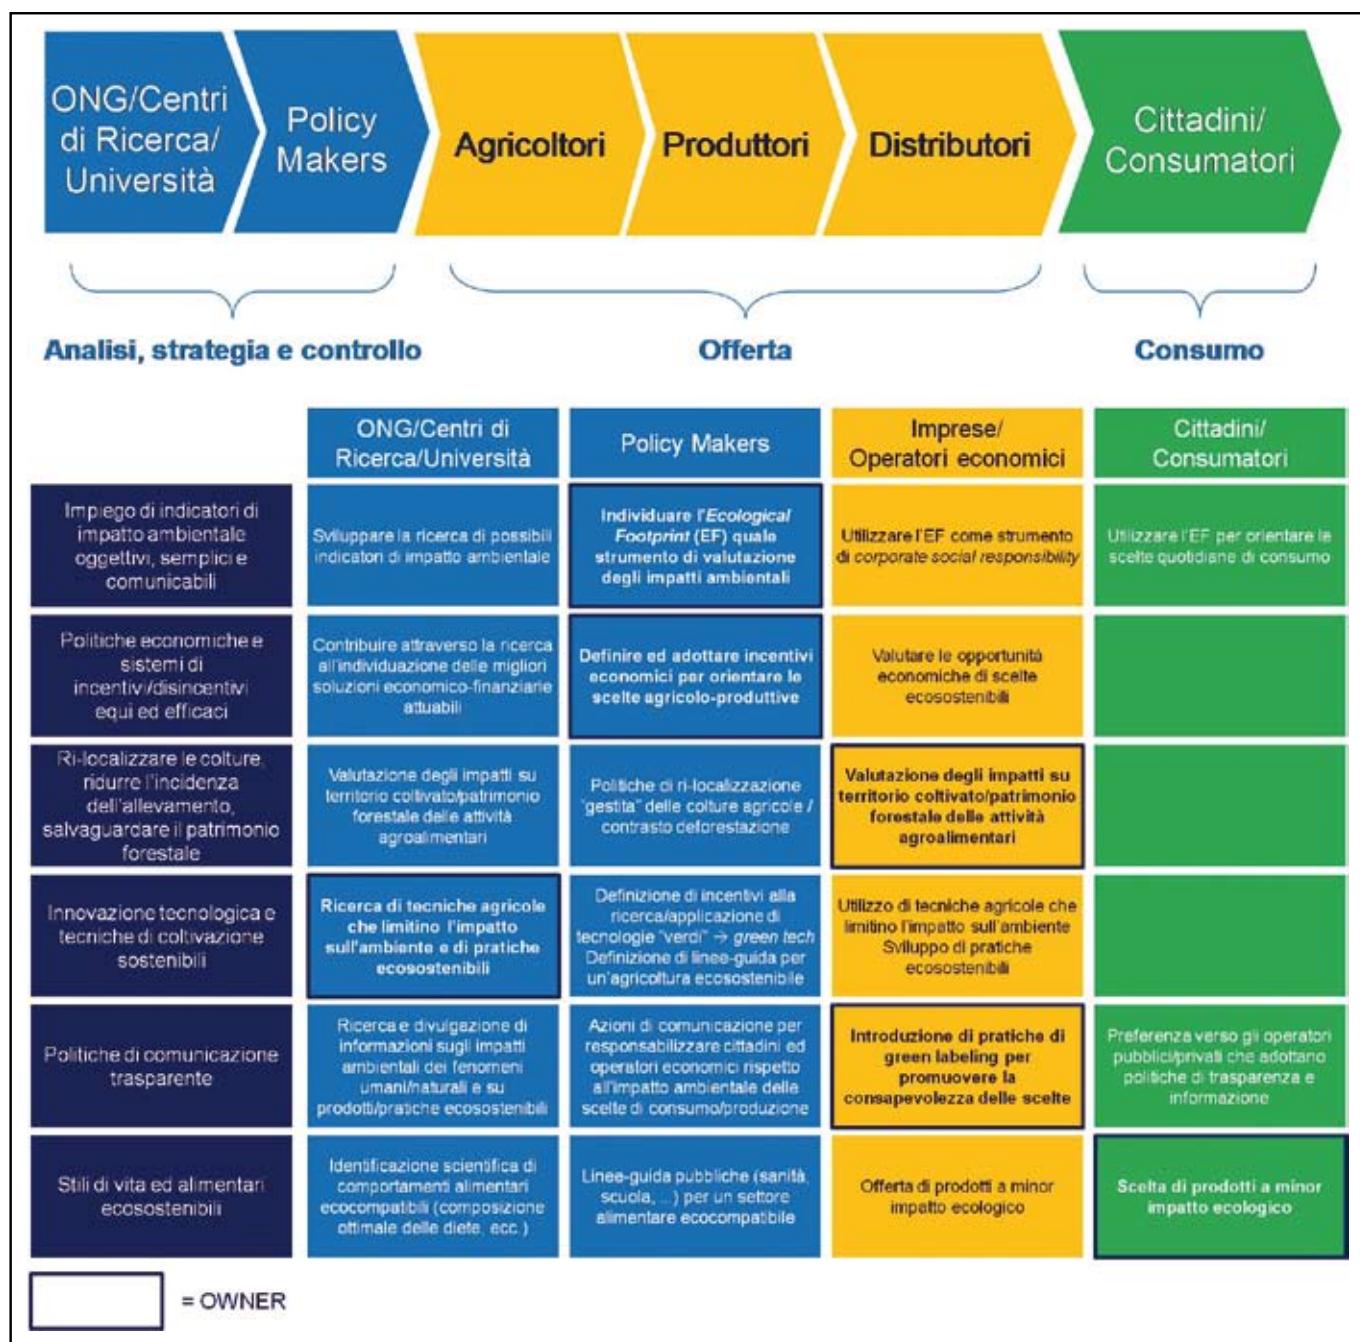 ONG/Centri
di Ricerca/
Università
Policy
Makers
Agricoltori
Produttori
Distributori
Cittadini/
Consumatori
Analisi, strategia e controllo
Offerta
Consumo
ONG/Centri di
Ricerca/Università
Policy Makers
Imprese/
Operatori economici
Cittadini/
Consumatori
Impiego di indicatori di
impatto ambientale
oggettivi, semplici e
comunicabili
Sviluppare la ricerca di possibili
indicatori di impatto ambientale
Individuare l'Ecological
Footprint (EF) quale
strumento di valutazione
degli impatti ambientali
Utilizzare l'EF come strumento
di corporate social responsibility
Utilizzare l'EF per orientare le
scelte quotidiane di consumo
Politiche economiche e
sistemi di
incentivi/disincentivi
equi ed efficaci
Contribuire attraverso la ricerca
all'individuazione delle migliori
soluzioni economico-finanziarie
attuabili
Definire ed adottare incentivi
economici per orientare le
scelte agricolo-produttive
Valutare le opportunità
economiche di scelte
ecosostenibili
Ri-localizzare le colture,
ridurre l'incidenza
dell'allevamento,
salvaguardare il patrimonio
forestale
Valutazione degli impatti su
territorio coltivato/patrimonio
forestale delle attività
agroalimentari
Politiche di ri-localizzazione
"gestita" delle colture agricole /
contrasto deforestazione
Valutazione degli impatti su
territorio coltivato/patrimonio
forestale delle attività
agroalimentari
Innovazione tecnologica e
tecniche di coltivazione
sostenibili
Ricerca di tecniche agricole
che limitino l'impatto
sull'ambiente e di pratiche
ecosostenibili
Definizione di incentivi alla
ricerca/applicazione di
tecnologie "verdi" → green tech
Definizione di linee-guida per
un'agricoltura ecosostenibile
Utilizzo di tecniche agricole che
limitino l'impatto sull'ambiente
Sviluppo di pratiche
ecosostenibili
Politiche di comunicazione
trasparente
Ricerca e divulgazione di
informazioni sugli impatti
ambientali dei fenomeni
umani/naturali e su
prodotti/pratiche ecosostenibili
Azioni di comunicazione per
responsabilizzare cittadini ed
operatori economici rispetto
all'impatto ambientale delle
scelte di consumo/produzione
Introduzione di pratiche di
green labeling per
promuovere la
consapevolezza delle scelte
Preferenza verso gli operatori
pubblici/privati che adottano
politiche di trasparenza e
informazione
Stili di vita ed alimentari
ecosostenibili
Identificazione scientifica di
comportamenti alimentari
ecocompatibili (composizione
ottimale delle diete, ecc.)
Linee-guida pubbliche (sanità,
scuola, ...) per un settore
alimentare ecocompatibile
Offerta di prodotti a minor
impatto ecologico
Scelta di prodotti a minor
impatto ecologico
= OWNER